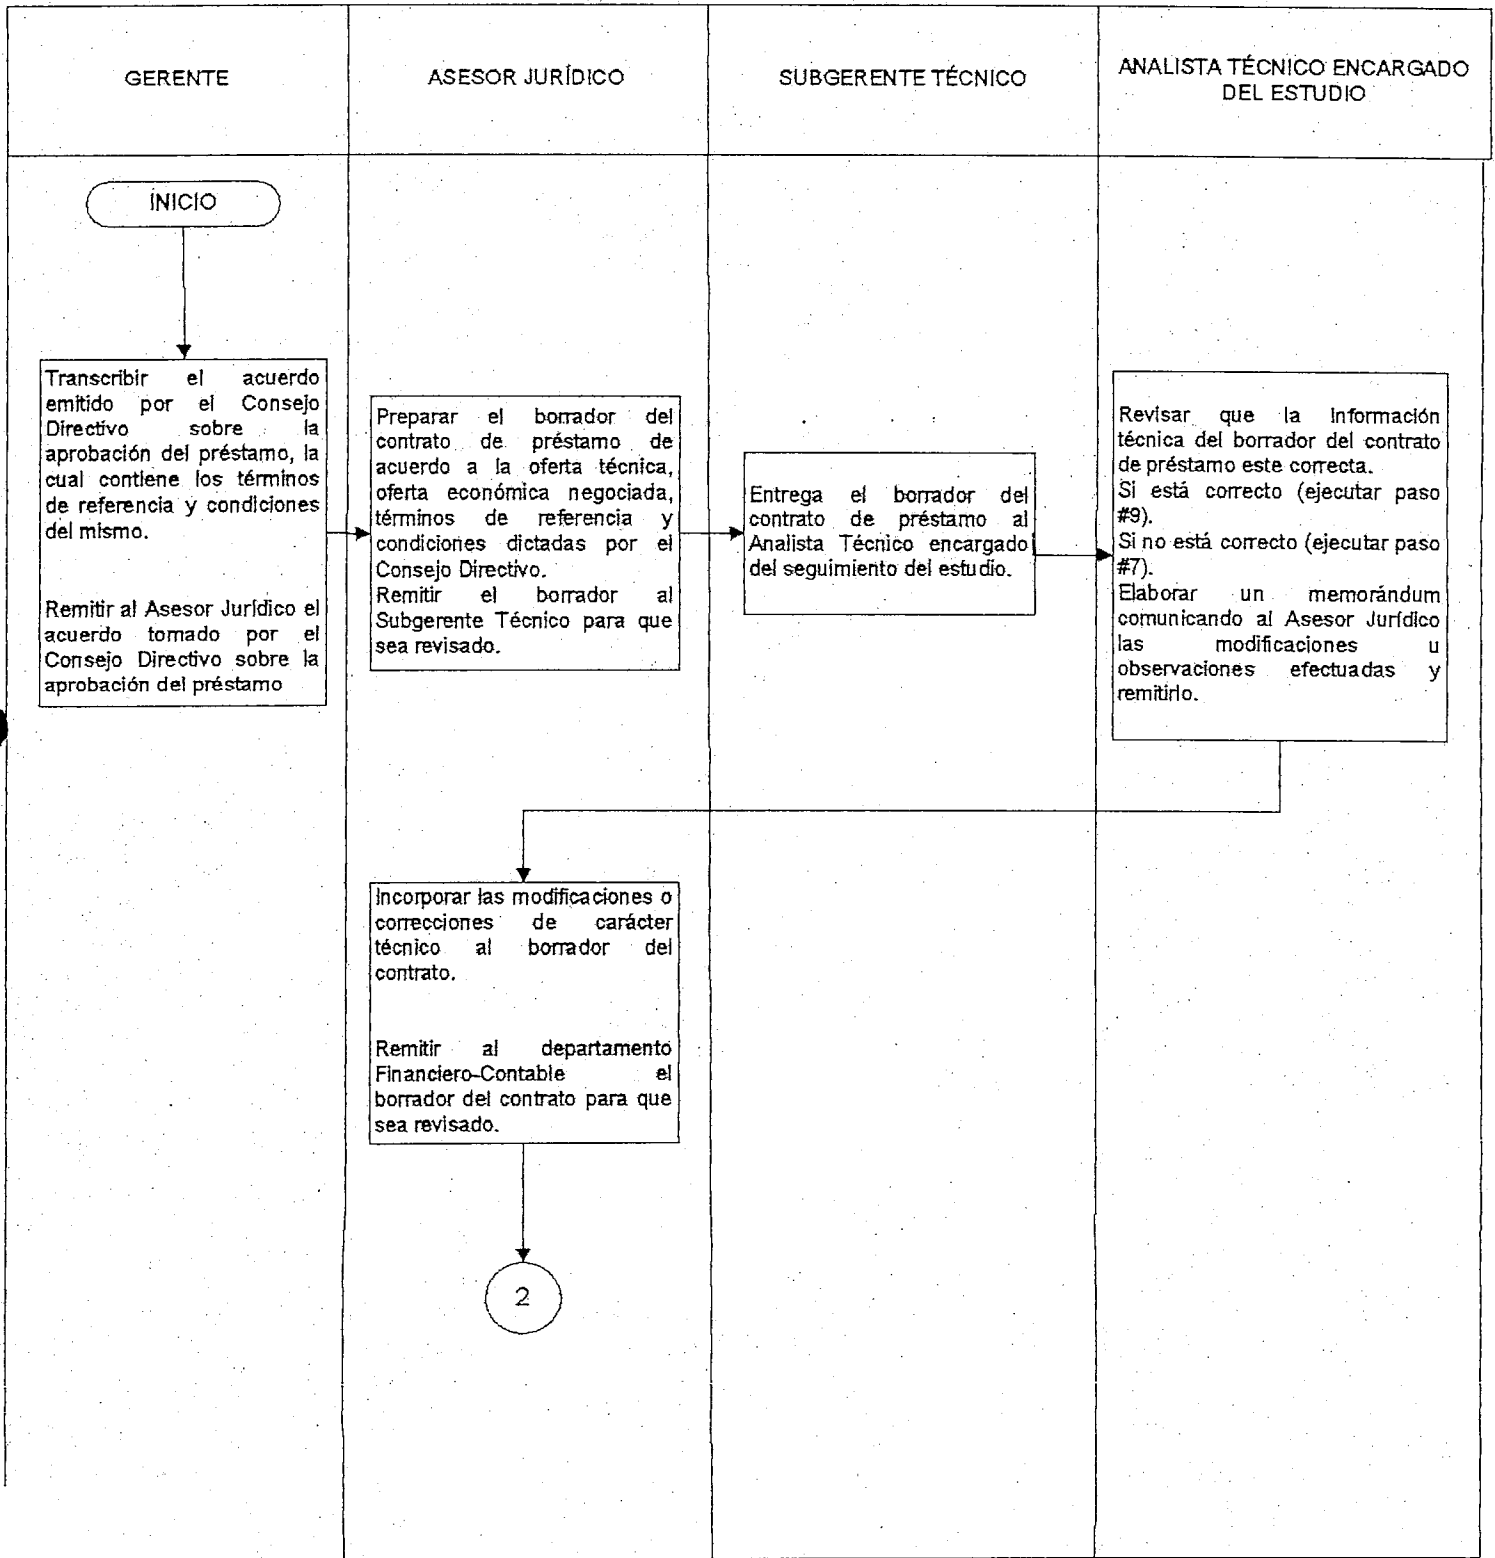 GERENTE
ASESOR JURÍDICO
SUBGERENTE TÉCNICO
ANALISTA TÉCNICO ENCARGADO
DEL ESTUDIO
INICIO
Transcribir el acuerdo
emitido por el Consejo
Directivo sobre la
aprobación del préstamo, la
cual contiene los términos
de referencia y condiciones
del mismo.
Remitir al Asesor Jurídico el
acuerdo tomado por el
Consejo Directivo sobre la
aprobación del préstamo
Preparar el borrador del
contrato de préstamo de
acuerdo a la oferta técnica,
oferta económica negociada,
términos de referencia y
condiciones dictadas por el
Consejo Directivo.
Remitir el borrador al
Subgerente Técnico para que
sea revisado.
Entrega el borrador del
contrato de préstamo al
Analista Técnico encargado
del seguimiento del estudio.
Revisar que la Información
técnica del borrador del contrato
de préstamo este correcta.
Si está correcto (ejecutar paso
#9).
Si no está correcto (ejecutar paso
#7).
Elaborar un memorándum
comunicando al Asesor Jurídico
las modificaciones u
observaciones efectuadas y
remitirlo.
Incorporar las modificaciones o
correcciones de carácter
técnico al borrador del
contrato.
Remitir al departamento
Financiero-Contable el
borrador del contrato para que
sea revisado.
2